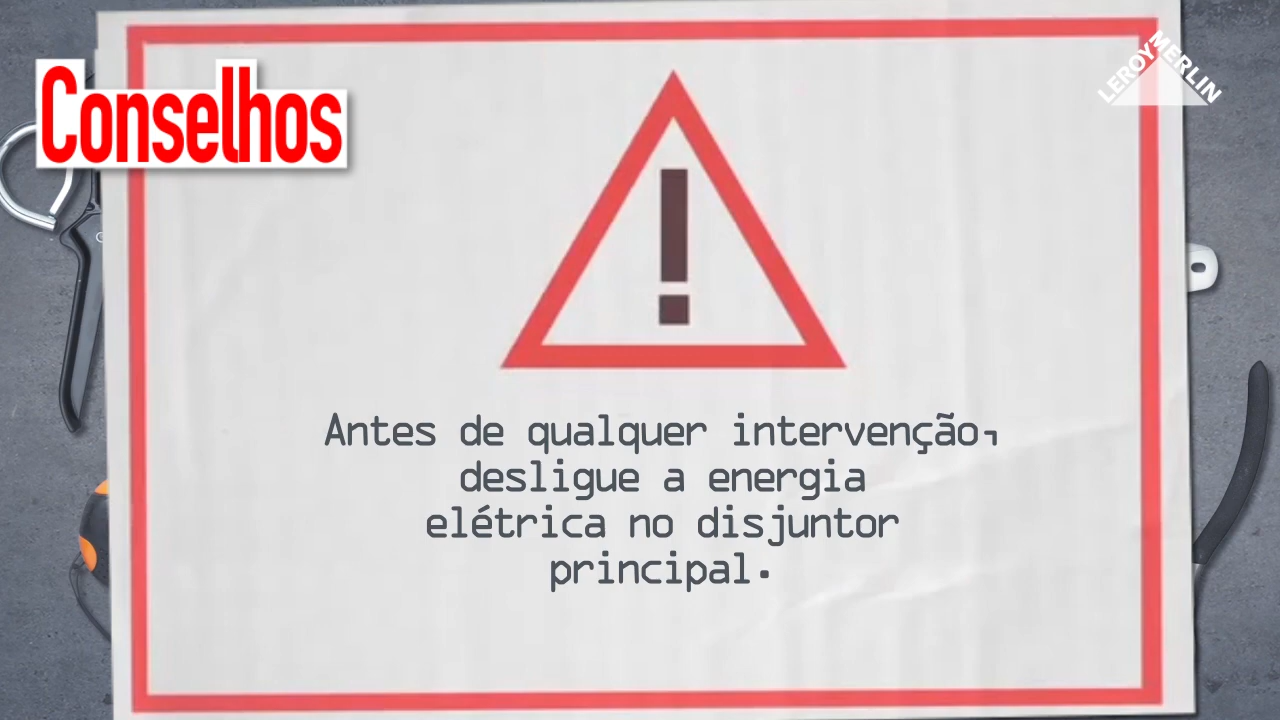 Conselhos
LEROY MERLIN
!
Antes de qualquer intervenção,
desligue a energia
elétrica no disjuntor
principal.